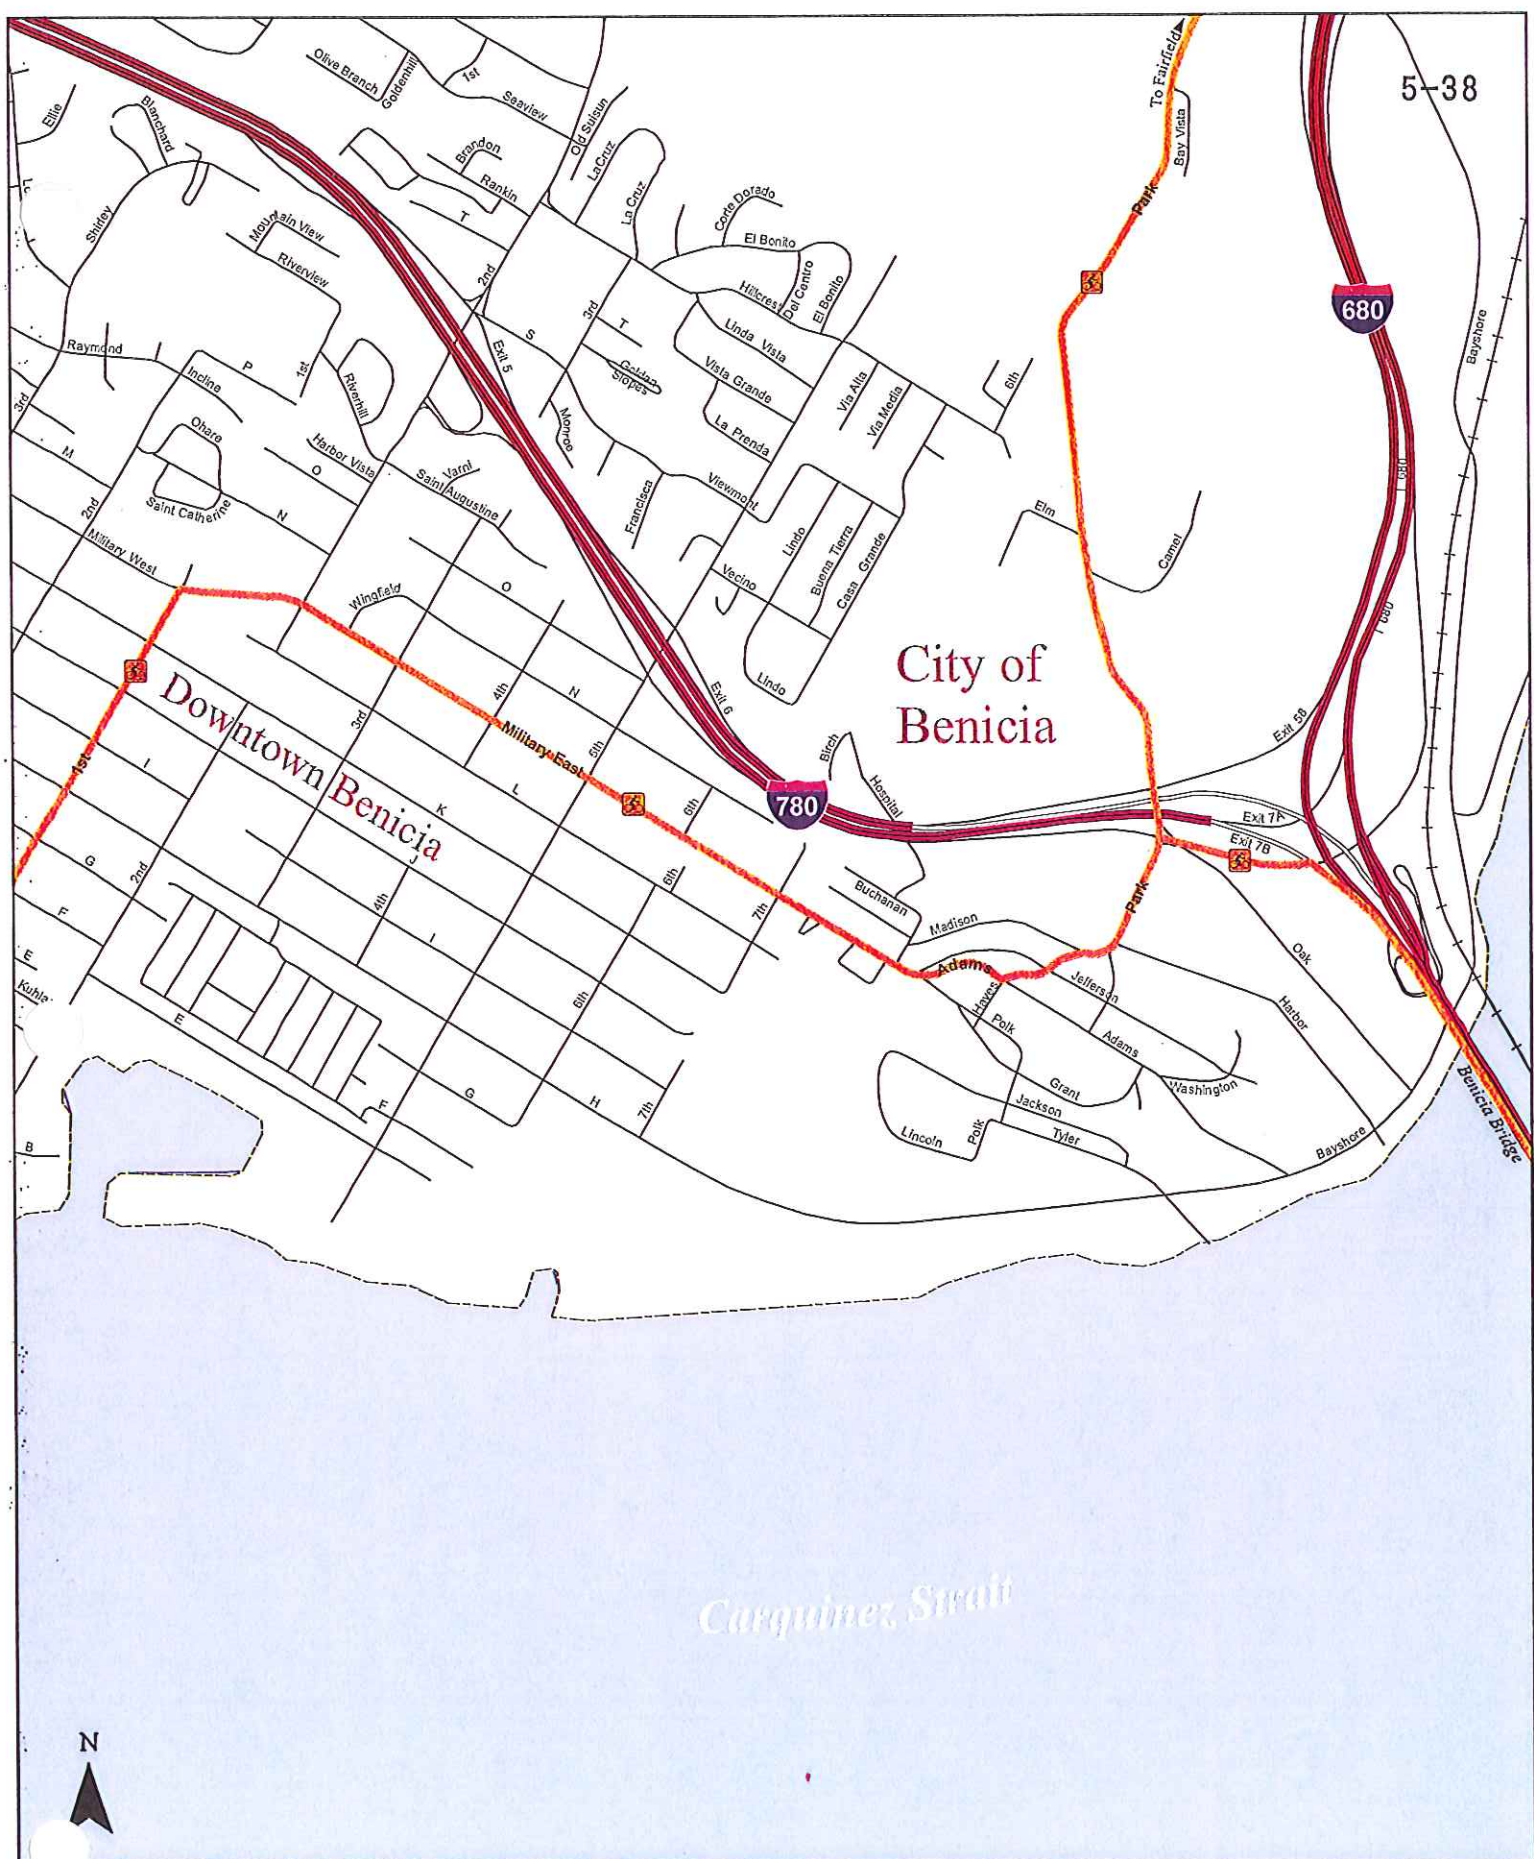 5-38
To Fairfield
Bay Vista
Park
Olive Branch
Goldenhill
1st
Seaview
Old Suisun
Ellie
Blanchard
Brandon
Rankin
LaCruz
La Cruz
Corte Dorado
El Bonito
T
Shirley
Mountain View
Riverview
2nd
3rd
Hillcrest
Del Centro
El Bonito
680
Bayshore
Raymond
P
Incline
1st
Riverhill
Exit 5
S
T
Golden
Slopes
Linda Vista
Vista Grande
Via Alta
Via Media
6th
3rd
M
Ohare
Harbor Vista
O
Varni
Saint Augustine
Monroe
La Prenda
I 680
2nd
Saint Catherine
N
Francisca
Viewmont
Lindo
Buena Tierra
Casa Grande
Elm
Camel
Military West
Wingfield
O
Vecino
I 680
City of
Benicia
Lindo
Downtown Benicia
3rd
4th
N
5th
Exit 6
Military East
Birch
Hospital
Exit 58
1st
I
K
L
6th
780
Exit 7A
Exit 7B
J
G
2nd
4th
6th
7th
Buchanan
Park
F
I
Madison
Adams
Oak
E
Kuhla
Hayes
Jefferson
Harbor
E
6th
Polk
Adams
F
G
H
7th
Grant
Washington
Jackson
Lincoln
Polk
Tyler
Bayshore
Benicia Bridge
B
Carquinez Strait
N